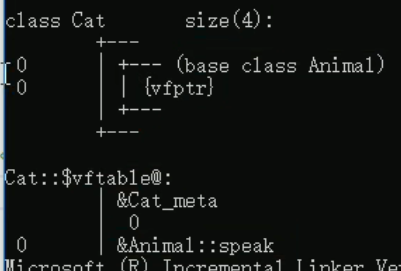 class Cat size(4):
+---
0 | +--- (base class Animal)
0 | | {vfptr}
| +---
+---
Cat::$vftable@:
| &Cat_meta
| 0
0 | &Animal::speak
Microsoft (R) Incremental Linker